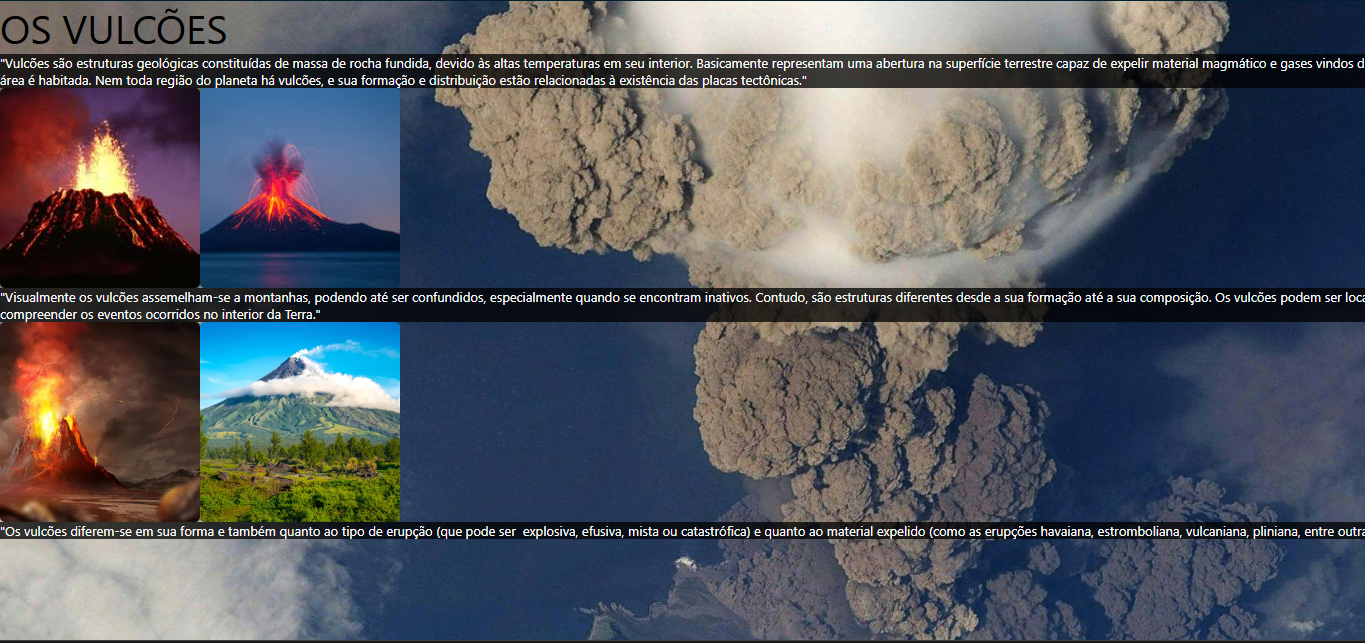 OS VULCÕES
"Vulcões são estruturas geológicas constituídas de massa de rocha fundida, devido às altas temperaturas em seu interior. Basicamente representam uma abertura na superfície terrestre capaz de expelir material magmático e gases vindos
área é habitada. Nem toda região do planeta há vulcões, e sua formação e distribuição estão relacionadas à existência das placas tectônicas."
"Visualmente os vulcões assemelham-se a montanhas, podendo até ser confundidos, especialmente quando se encontram inativos. Contudo, são estruturas diferentes desde a sua formação até a sua composição. Os vulcões podem ser
compreender os eventos ocorridos no interior da Terra."
"Os vulcões diferem-se em sua forma e também quanto ao tipo de erupção (que pode ser  explosiva, efusiva, mista ou catastrófica) e quanto ao material expelido (como as erupções havaiana, estromboliana, vulcaniana, pliniana, entre